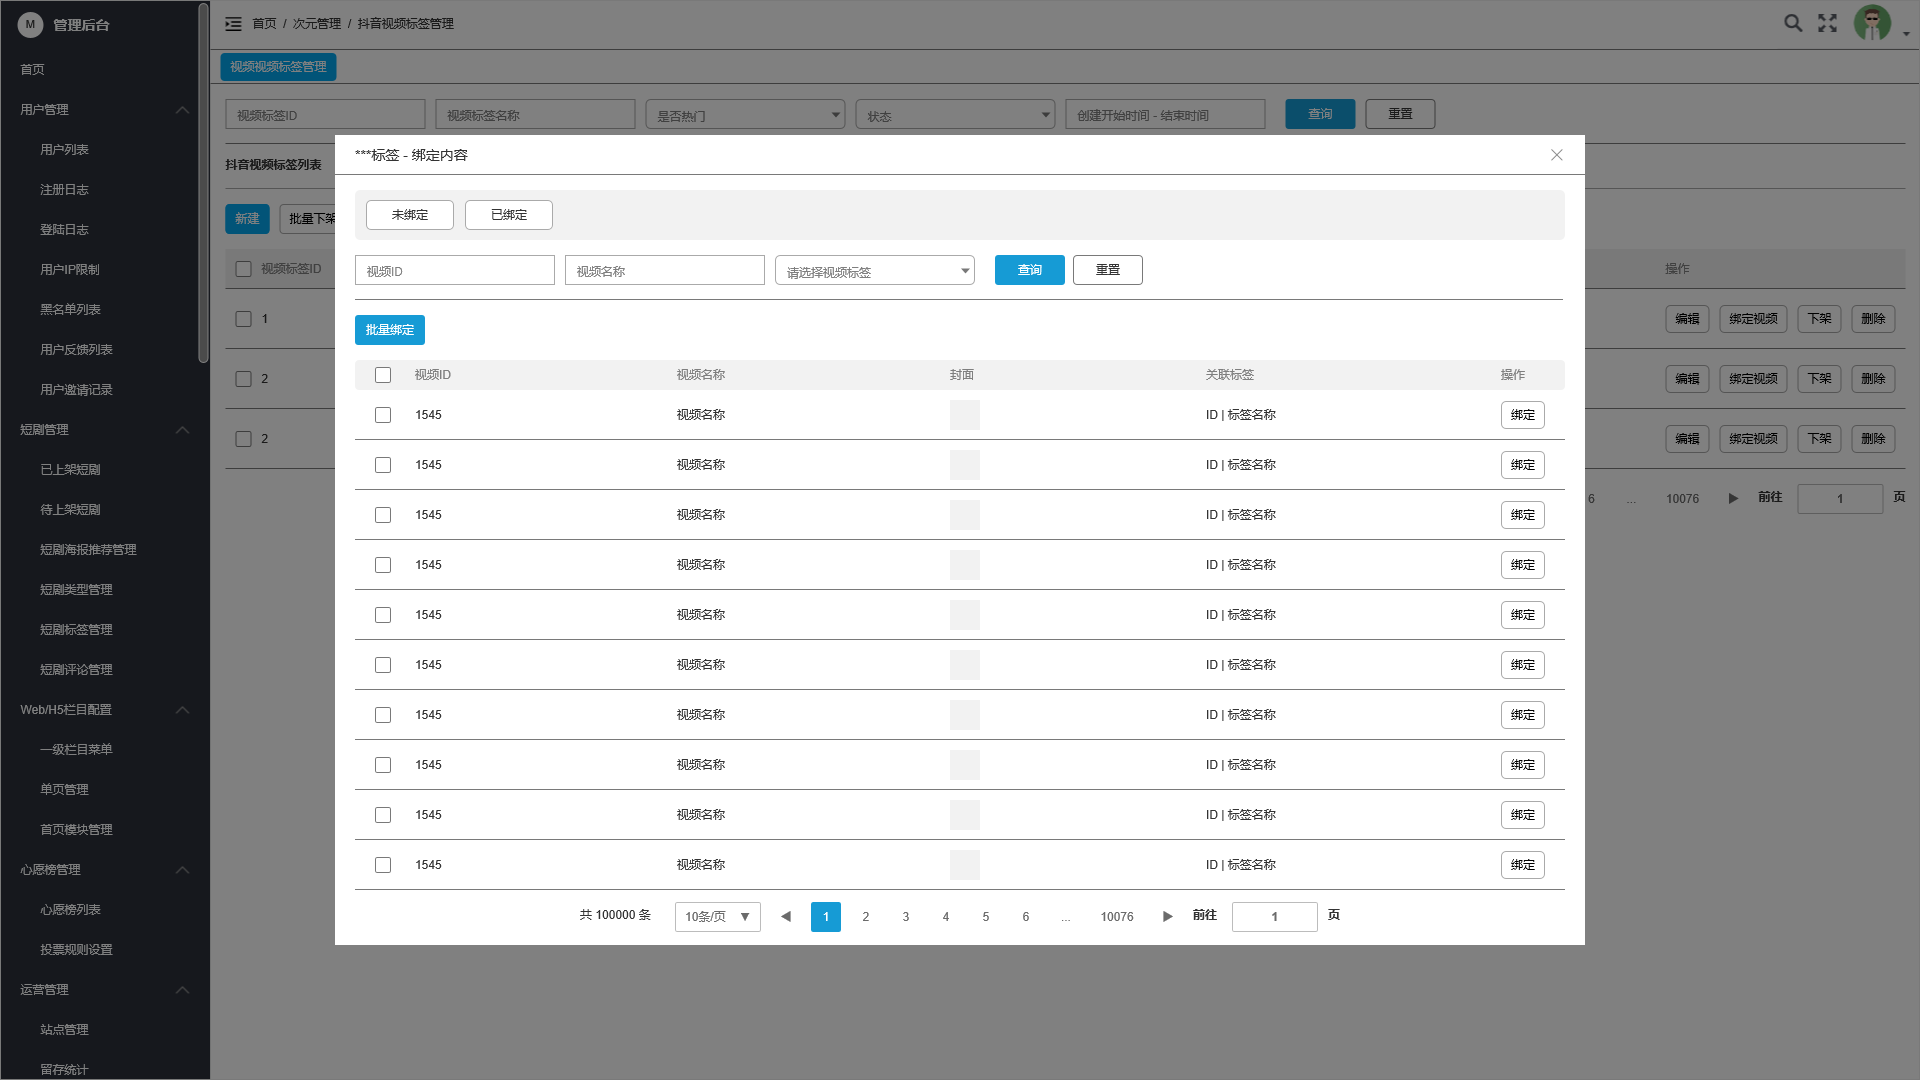 M 管理后台
首页 / 次元管理 / 抖音视频标签管理
首页
用户管理
用户列表
注册日志
登陆日志
用户IP限制
黑名单列表
用户反馈列表
用户邀请记录
短剧管理
已上架短剧
待上架短剧
短剧海报推荐管理
短剧类型管理
短剧标签管理
短剧评论管理
Web/H5栏目配置
一级栏目菜单
单页管理
首页模块管理
心愿榜管理
心愿榜列表
投票规则设置
运营管理
站点管理
留存统计
视频视频标签管理
视频标签ID 视频标签名称 是否热门 状态 创建开始时间 - 结束时间 查询 重置
抖音视频标签列表
新建 批量下架
视频标签ID 操作
1 编辑 绑定视频 下架 删除
2 编辑 绑定视频 下架 删除
2 编辑 绑定视频 下架 删除
6 ... 10076 ▶ 前往 1 页
***标签 - 绑定内容
未绑定 已绑定
视频ID 视频名称 请选择视频标签 查询 重置
批量绑定
视频ID 视频名称 封面 关联标签 操作
1545 视频名称 ID | 标签名称 绑定
1545 视频名称 ID | 标签名称 绑定
1545 视频名称 ID | 标签名称 绑定
1545 视频名称 ID | 标签名称 绑定
1545 视频名称 ID | 标签名称 绑定
1545 视频名称 ID | 标签名称 绑定
1545 视频名称 ID | 标签名称 绑定
1545 视频名称 ID | 标签名称 绑定
1545 视频名称 ID | 标签名称 绑定
1545 视频名称 ID | 标签名称 绑定
共 100000 条 10条/页 ▼ ◀ 1 2 3 4 5 6 ... 10076 ▶ 前往 1 页